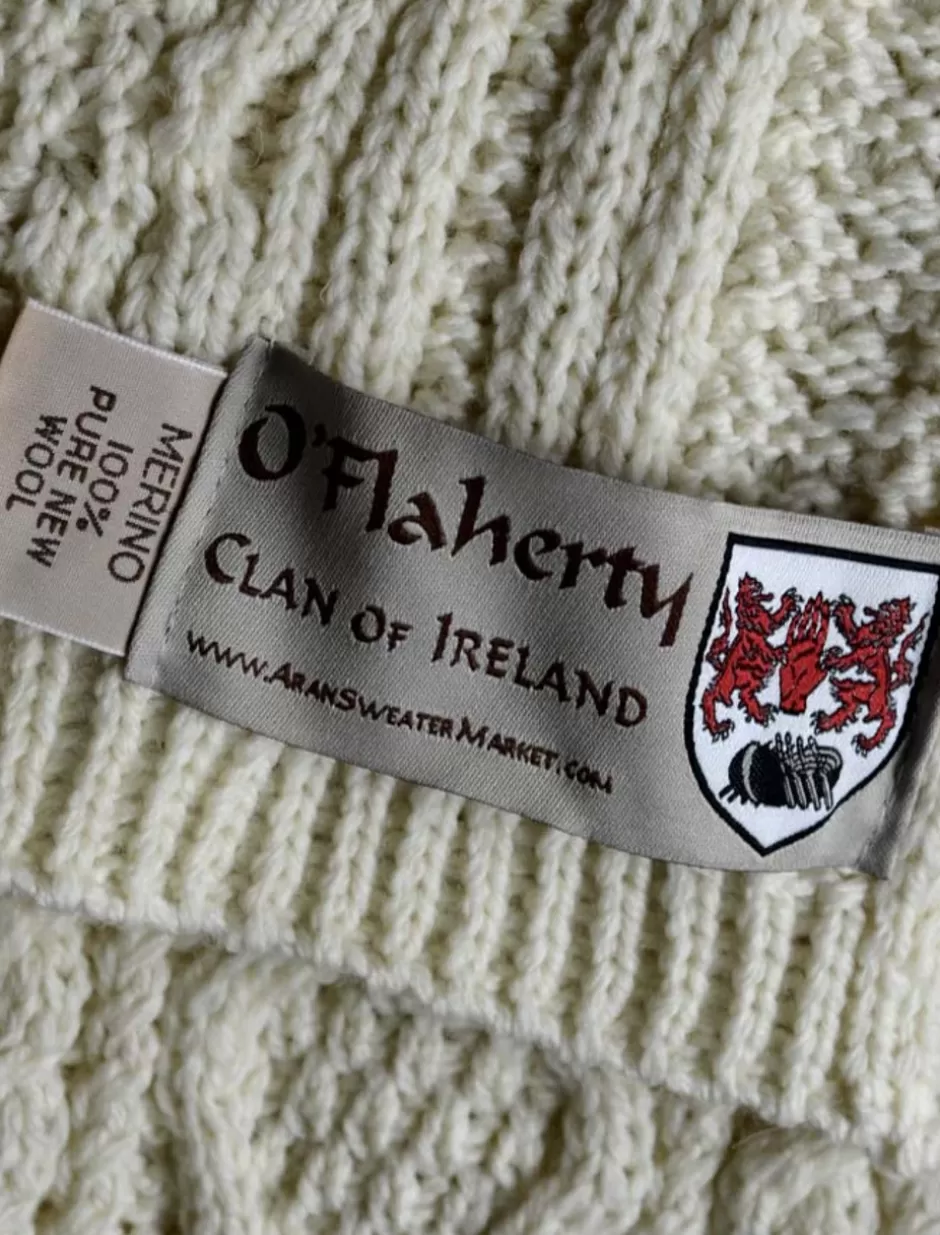 MERINO
100%
PURE NEW
WOOL
O'Flaherty
CLAN OF IRELAND
WWW.ARANSWEATERMARKET.COM